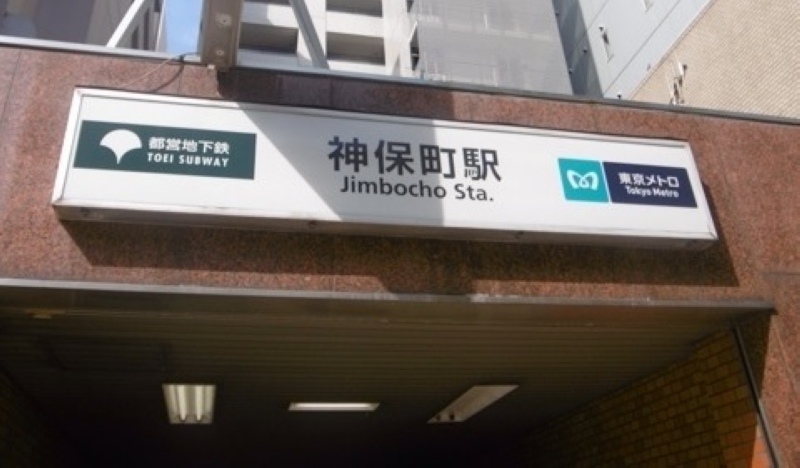 都営地下鉄
TOEI SUBWAY
神保町駅
Jimbocho Sta.
東京メトロ
Tokyo Metro